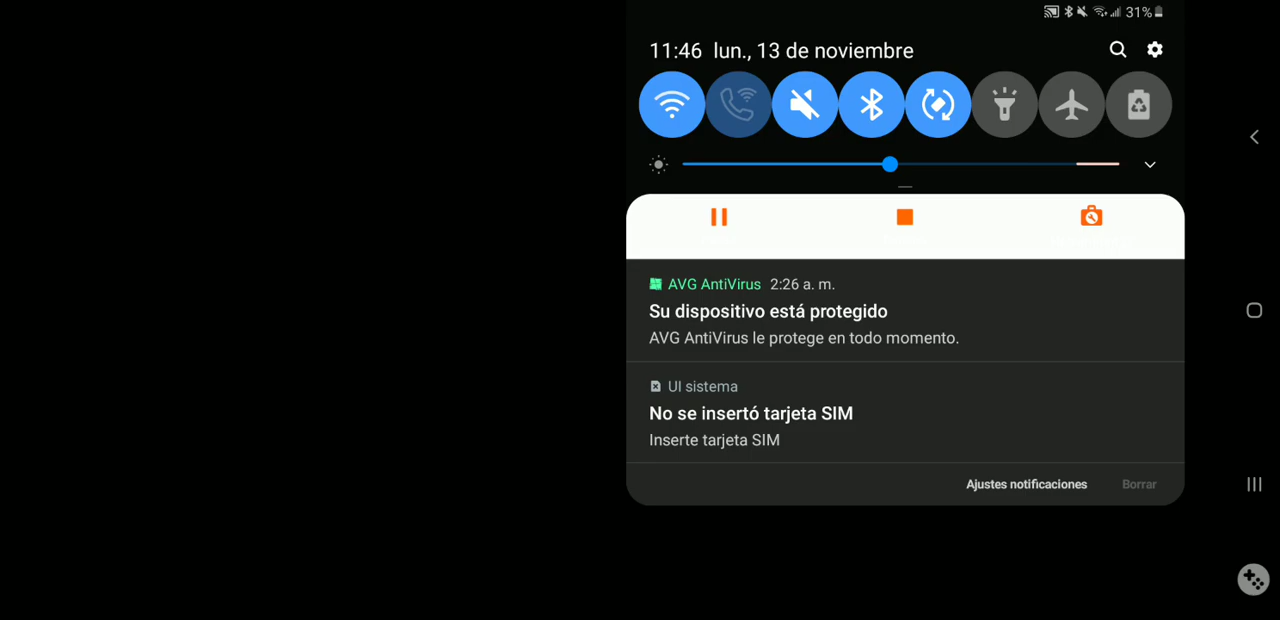 31%
11:46 lun., 13 de noviembre
AVG AntiVirus 2:26 a. m.
Su dispositivo está protegido
AVG AntiVirus le protege en todo momento.
UI sistema
No se insertó tarjeta SIM
Inserte tarjeta SIM
Ajustes notificaciones Borrar